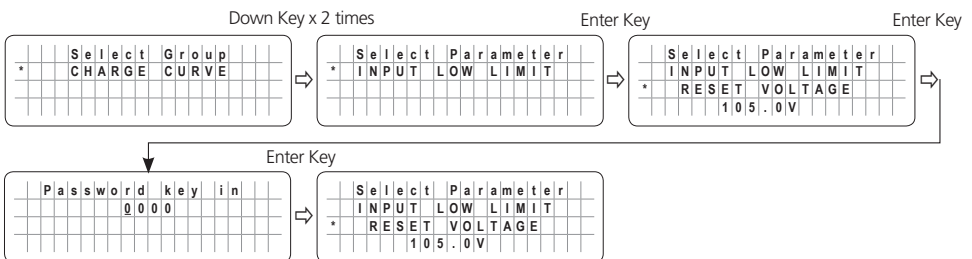 Down Key x 2 times
Enter Key
Enter Key
Select Group
* CHARGE CURVE
Select Parameter
* INPUT LOW LIMIT
Select Parameter
INPUT LOW LIMIT
* RESET VOLTAGE
105.0V
Enter Key
Password key in
0000
Select Parameter
INPUT LOW LIMIT
* RESET VOLTAGE
105.0V